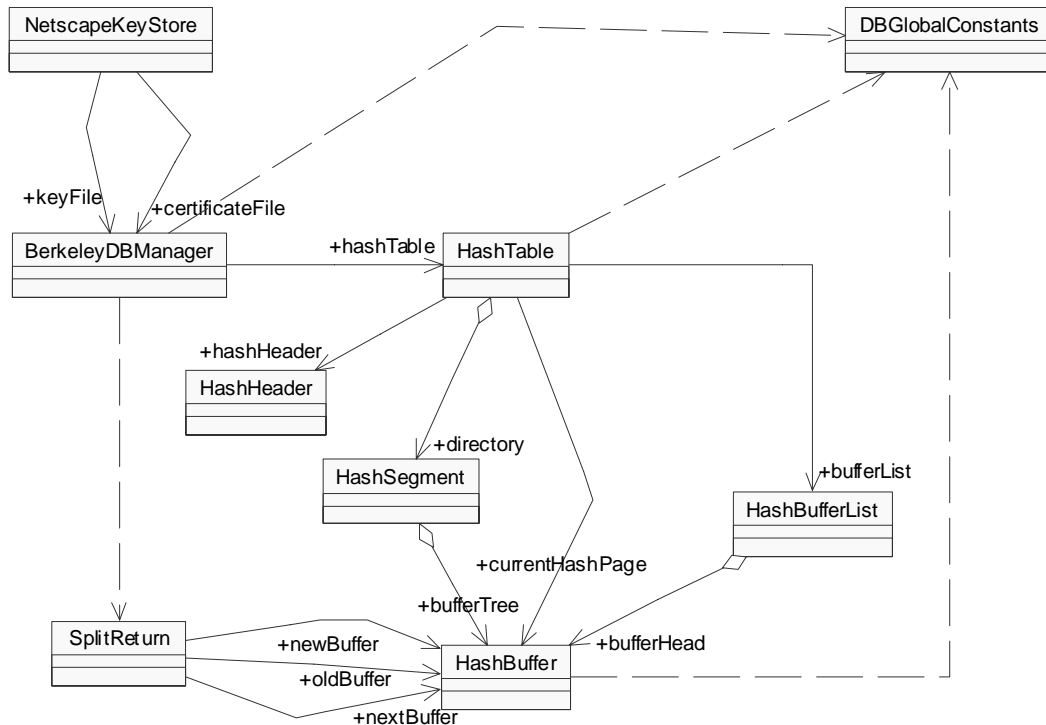 NetscapeKeyStore
DBGlobalConstants
+keyFile
+certificateFile
BerkeleyDBManager
+hashTable
HashTable
+hashHeader
HashHeader
+directory
HashSegment
+bufferList
HashBufferList
+currentHashPage
+bufferTree
SplitReturn
+newBuffer
HashBuffer
+bufferHead
+oldBuffer
+nextBuffer